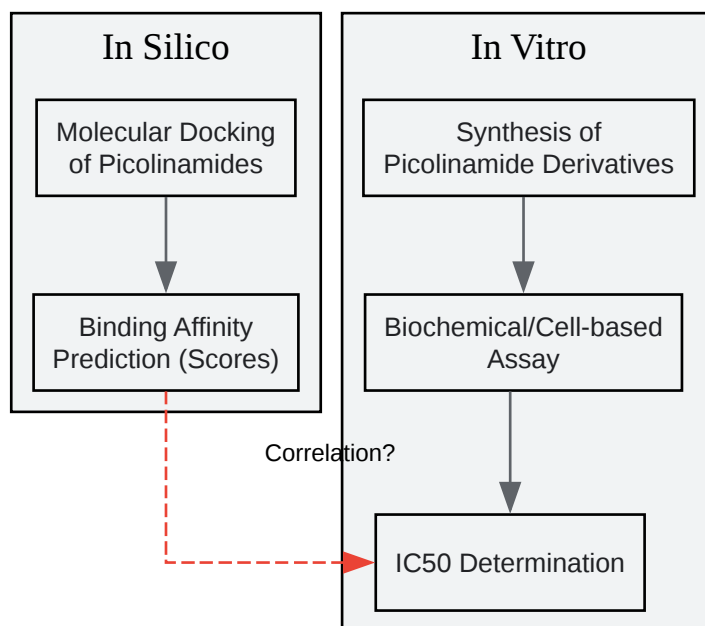 In Silico
Molecular Docking
of Picolinamides
Binding Affinity
Prediction (Scores)
In Vitro
Synthesis of
Picolinamide Derivatives
Biochemical/Cell-based
Assay
Correlation?
IC50 Determination